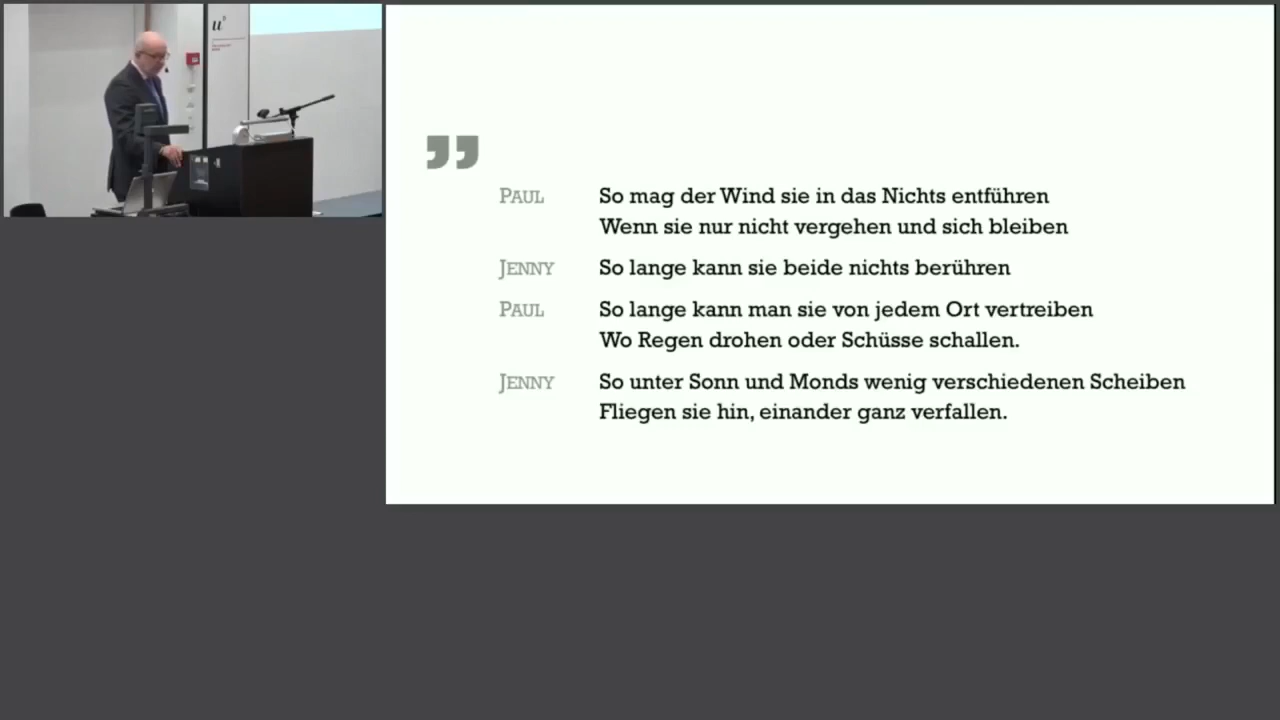 u
b
”
PAUL So mag der Wind sie in das Nichts entführen
Wenn sie nur nicht vergehen und sich bleiben
JENNY So lange kann sie beide nichts berühren
PAUL So lange kann man sie von jedem Ort vertreiben
Wo Regen drohen oder Schüsse schallen.
JENNY So unter Sonn und Monds wenig verschiedenen Scheiben
Fliegen sie hin, einander ganz verfallen.